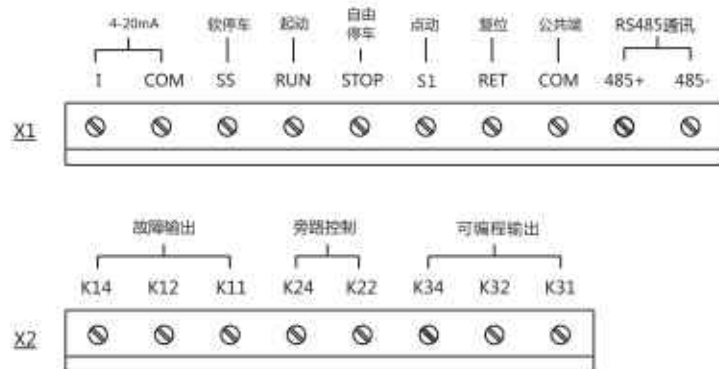 4-20mA 软停车 起动 自由停车 点动 复位 公共端 RS485通讯
I COM SS RUN STOP S1 RET COM 485+ 485-
X1
故障输出 旁路控制 可编程输出
K14 K12 K11 K24 K22 K34 K32 K31
X2